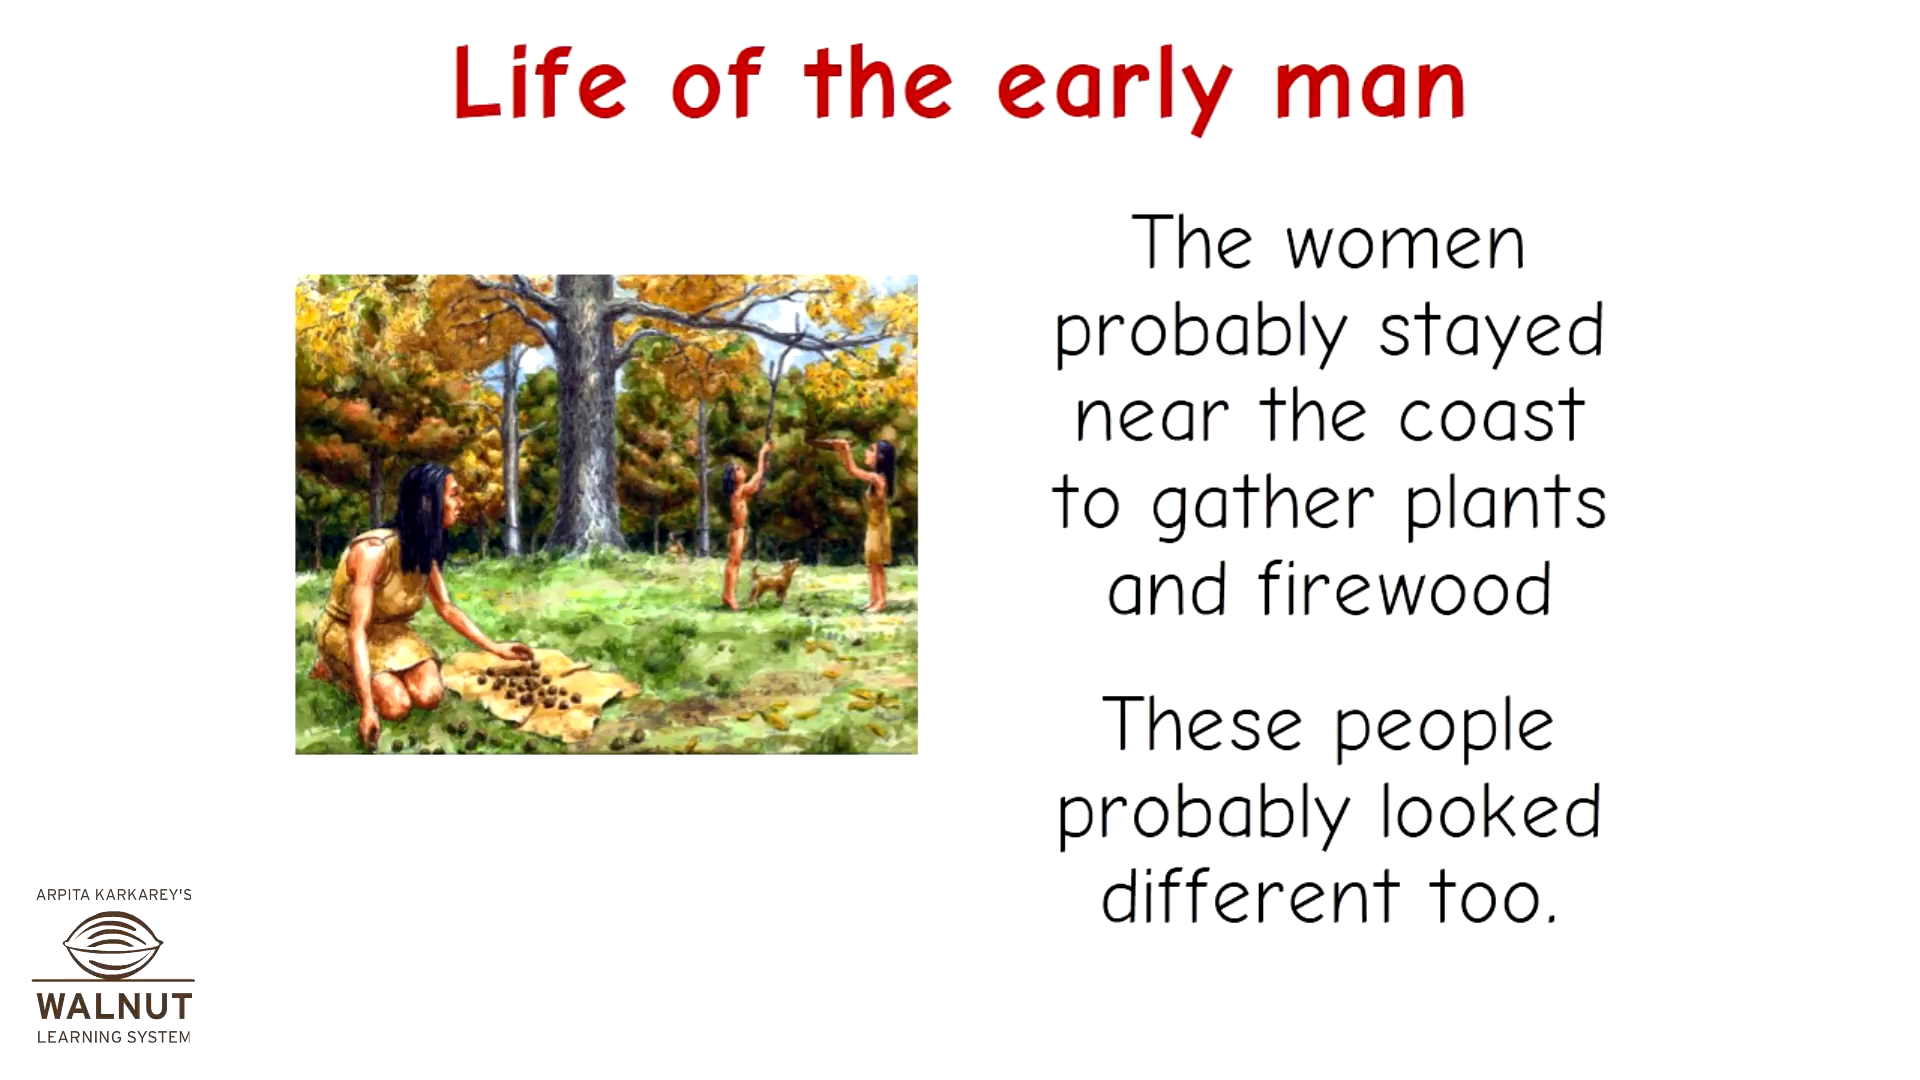 Life of the early man
The women
probably stayed
near the coast
to gather plants
and firewood
These people
probably looked
different too.
ARPITA KARKAREY'S
WALNUT
LEARNING SYSTEM